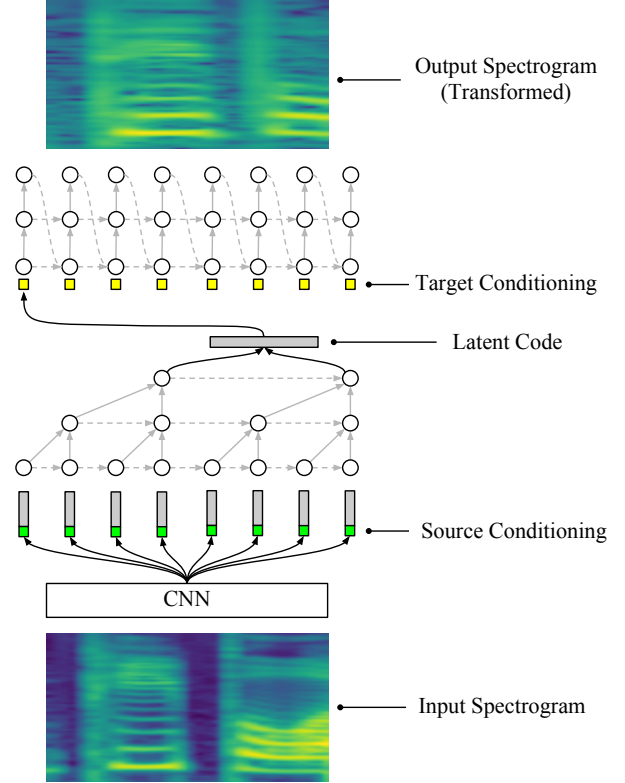 Output Spectrogram
(Transformed)
Target Conditioning
Latent Code
Source Conditioning
CNN
Input Spectrogram